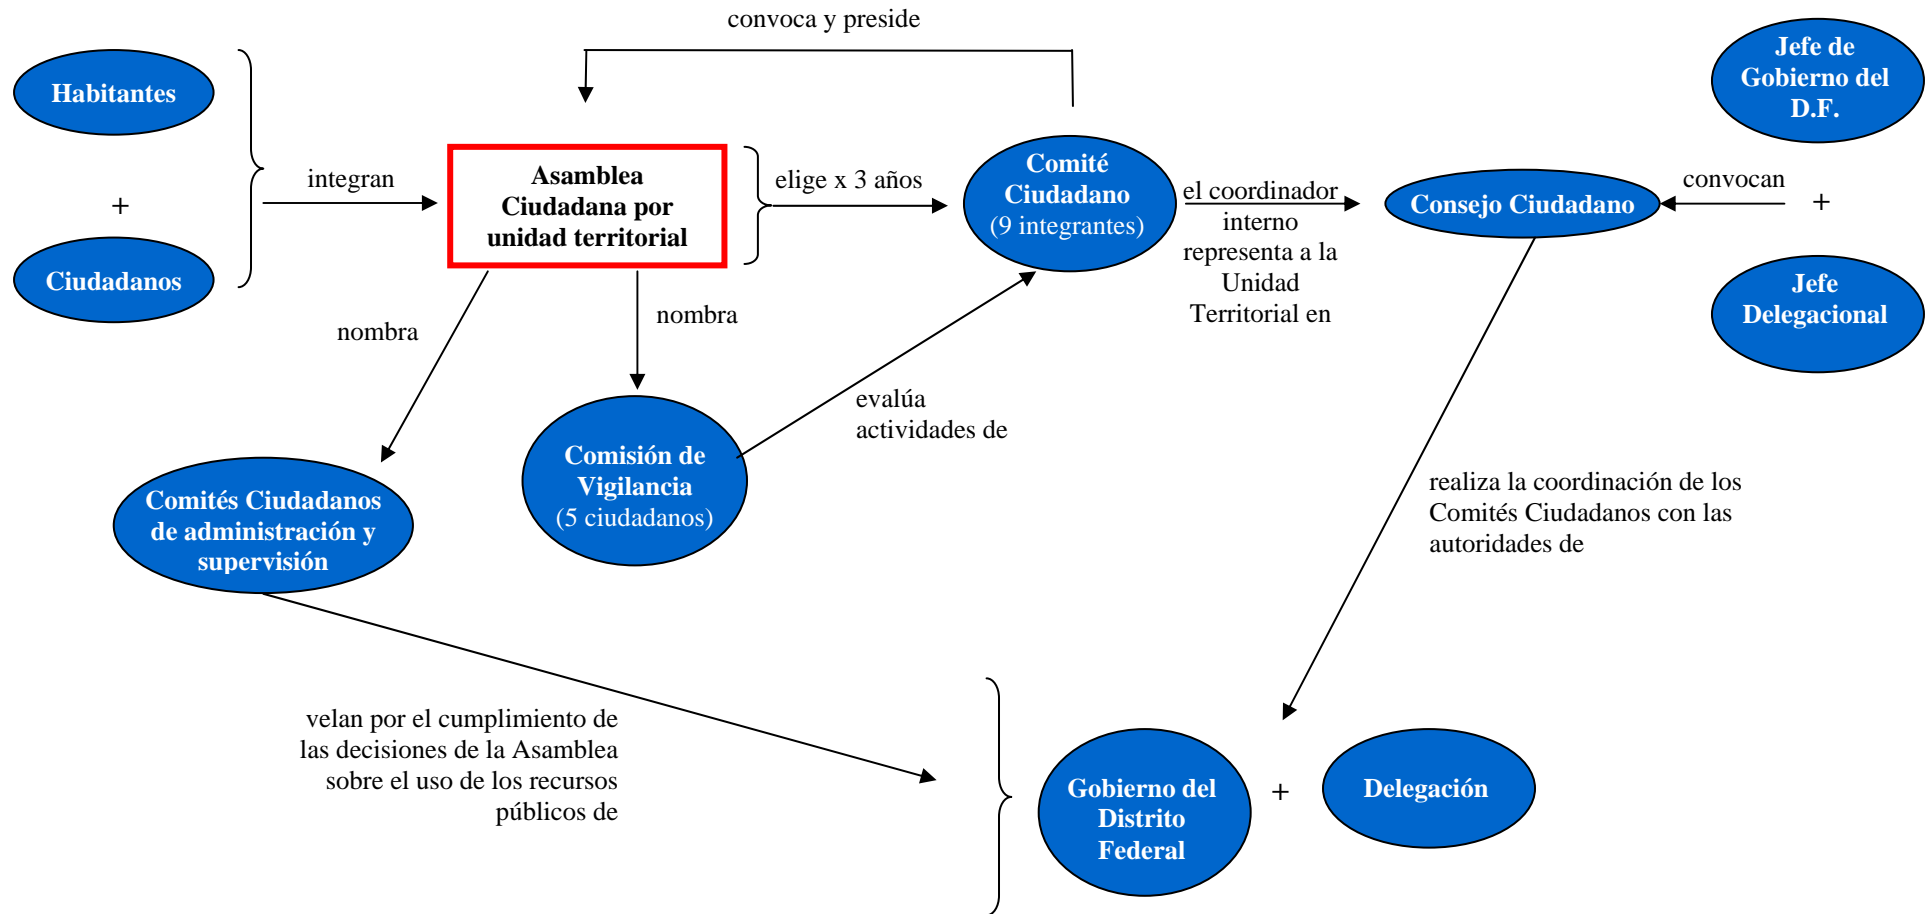 convoca y preside
Habitantes
+
Ciudadanos
integran
Asamblea
Ciudadana por
unidad territorial
elige x 3 años
Comité
Ciudadano
(9 integrantes)
el coordinador
interno
representa a la
Unidad
Territorial en
Consejo Ciudadano
convocan
Jefe de
Gobierno del
D.F.
+
Jefe
Delegacional
nombra
nombra
evalúa
actividades de
Comités Ciudadanos
de administración y
supervisión
Comisión de
Vigilancia
(5 ciudadanos)
realiza la coordinación de los
Comités Ciudadanos con las
autoridades de
velan por el cumplimiento de
las decisiones de la Asamblea
sobre el uso de los recursos
públicos de
Gobierno del
Distrito
Federal
+
Delegación